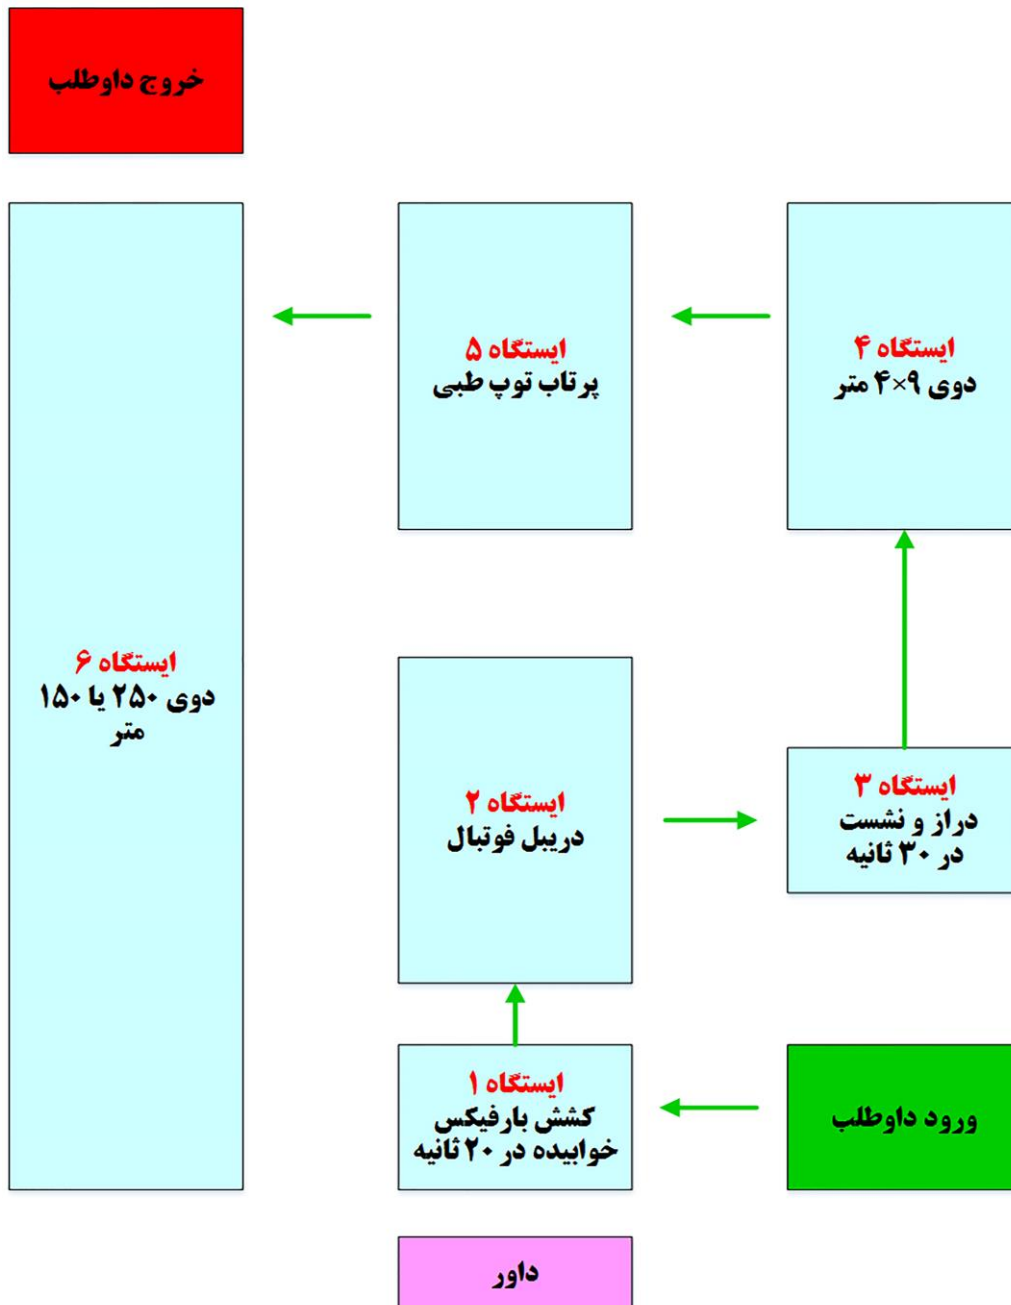 خروج داوطلب
ایستگاه ۴
دوی ۹×۴ متر
ایستگاه ۵
پرتاب توپ طبی
ایستگاه ۶
دوی ۲۵۰ یا ۱۵۰
متر
ایستگاه ۲
دریبل فوتبال
ایستگاه ۳
دراز و نشست
در ۳۰ ثانیه
ایستگاه ۱
کشش بارفیکس
خوابیده در ۲۰ ثانیه
ورود داوطلب
داور